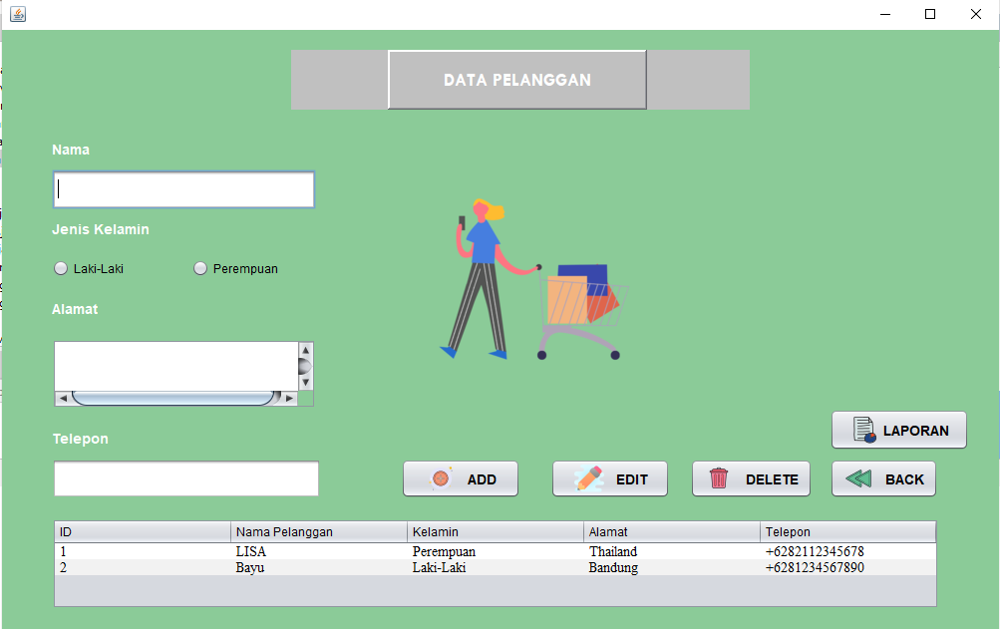 DATA PELANGGAN
Nama
Jenis Kelamin
Laki-Laki Perempuan
Alamat
Telepon
LAPORAN
ADD EDIT DELETE BACK
ID Nama Pelanggan Kelamin Alamat Telepon
1 LISA Perempuan Thailand +6282112345678
2 Bayu Laki-Laki Bandung +6281234567890